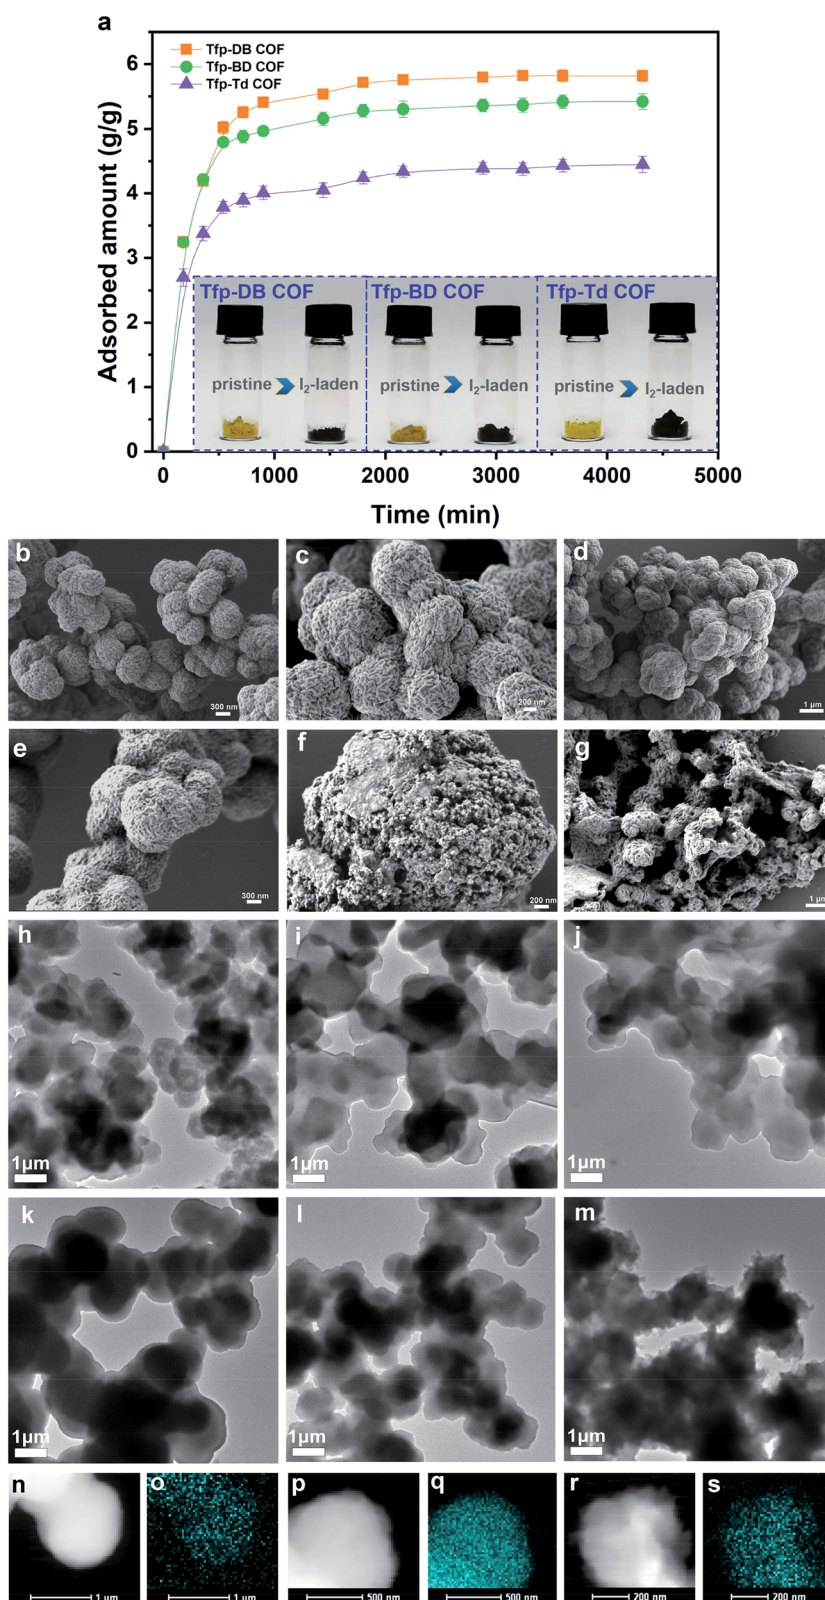 a
Tfp-DB COF
Tfp-BD COF
Tfp-Td COF
Adsorbed amount (g/g)
6
5
4
3
2
1
0
Tfp-DB COF
Tfp-BD COF
Tfp-Td COF
pristine
I₂-laden
pristine
I₂-laden
pristine
I₂-laden
0 1000 2000 3000 4000 5000
Time (min)
b
300 nm
c
200 nm
d
1 µm
e
300 nm
f
200 nm
g
1 µm
h
1µm
i
1µm
j
1µm
k
1µm
l
1µm
m
1µm
n
1 µm
o
1 µm
p
500 nm
q
500 nm
r
200 nm
s
200 nm